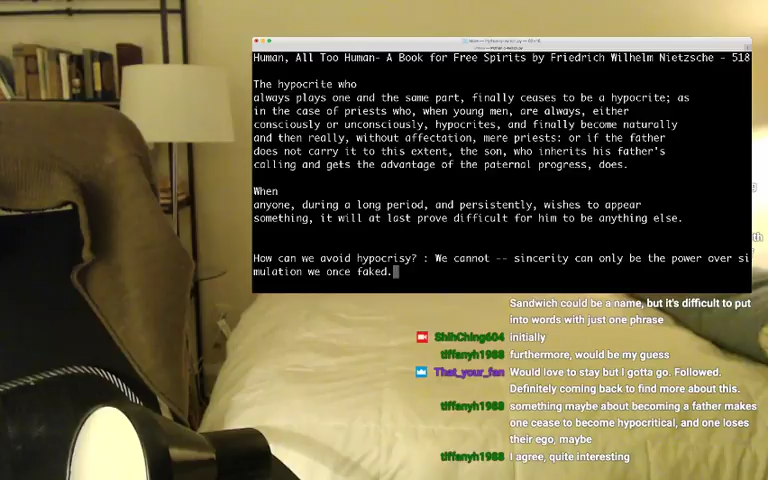 Human, All Too Human- A Book for Free Spirits by Friedrich Wilhelm Nietzsche - 518
The hypocrite who
always plays one and the same part, finally ceases to be a hypocrite; as
in the case of priests who, when young men, are always, either
consciously or unconsciously, hypocrites, and finally become naturally
and then really, without affectation, mere priests: or if the father
does not carry it to this extent, the son, who inherits his father's
calling and gets the advantage of the paternal progress, does.
When
anyone, during a long period, and persistently, wishes to appear
something, it will at last prove difficult for him to be anything else.
How can we avoid hypocrisy? : We cannot -- sincerity can only be the power over si
mulation we once faked.
Sandwich could be a name, but it's difficult to put
into words with just one phrase
ShihChing604 initially
tiffanyh1988 furthermore, would be my guess
That_your_fan Would love to stay but I gotta go. Followed.
Definitely coming back to find more about this.
tiffanyh1988 something maybe about becoming a father makes
one cease to become hypocritical, and one loses
their ego, maybe
tiffanyh1988 I agree, quite interesting